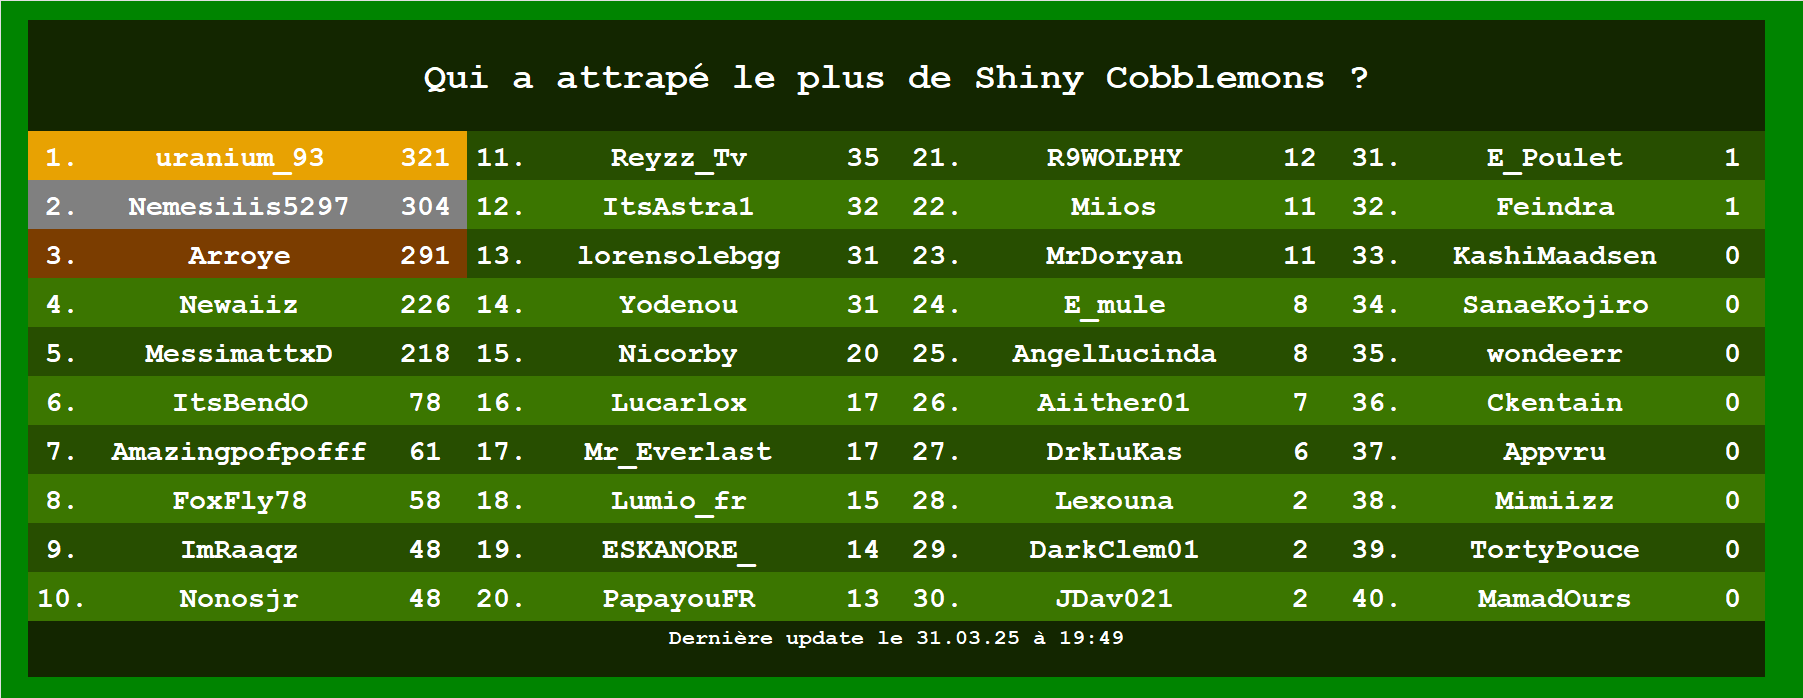 Qui a attrapé le plus de Shiny Cobblemons ?
1. uranium_93 321
2. Nemesiiis5297 304
3. Arroye 291
4. Newaiiz 226
5. MessimattxD 218
6. ItsBendO 78
7. Amazingpofpofff 61
8. FoxFly78 58
9. ImRaaqz 48
10. Nonosjr 48
11. Reyzz_Tv 35
12. ItsAstra1 32
13. lorensolebgg 31
14. Yodenou 31
15. Nicorby 20
16. Lucarlox 17
17. Mr_Everlast 17
18. Lumio_fr 15
19. ESKANORE_ 14
20. PapayouFR 13
21. R9WOLPHY 12
22. Miios 11
23. MrDoryan 11
24. E_mule 8
25. AngelLucinda 8
26. Aiither01 7
27. DrkLuKas 6
28. Lexouna 2
29. DarkClem01 2
30. JDav021 2
31. E_Poulet 1
32. Feindra 1
33. KashiMaadsen 0
34. SanaeKojiro 0
35. wondeerr 0
36. Ckentain 0
37. Appvru 0
38. Mimiizz 0
39. TortyPouce 0
40. MamadOurs 0
Dernière update le 31.03.25 à 19:49